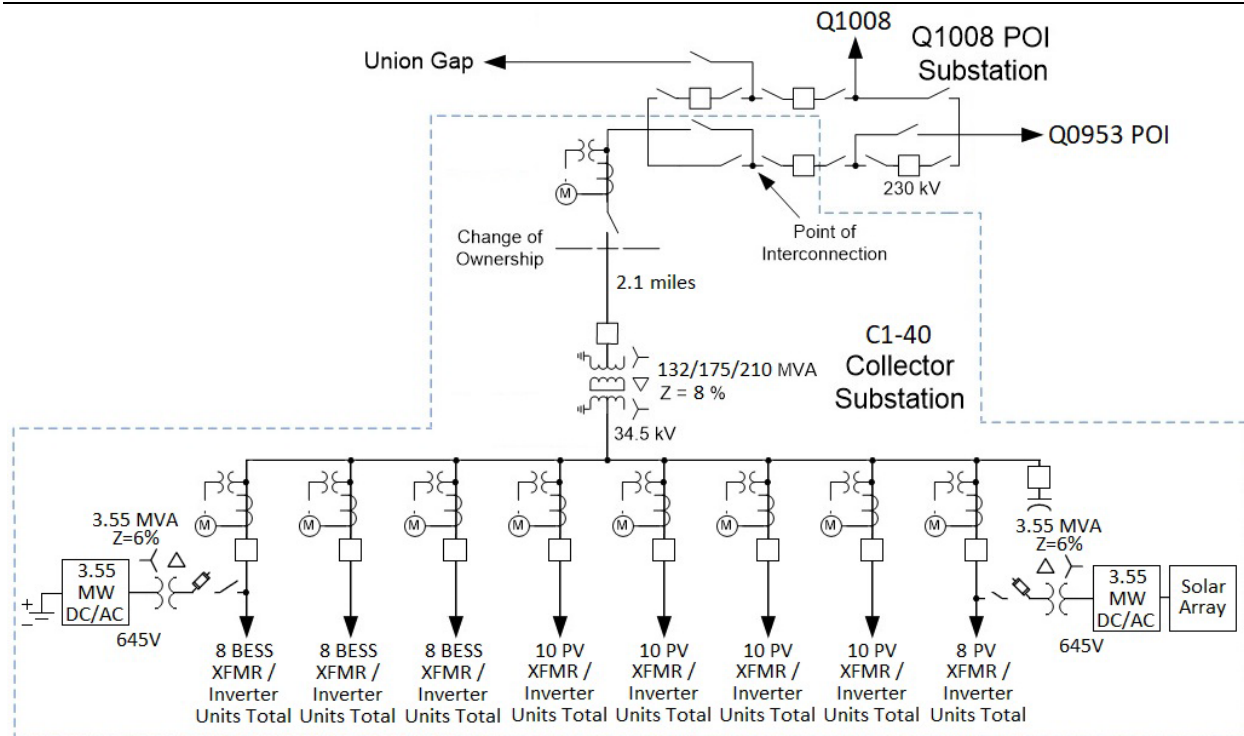 Q1008
Q1008 POI
Substation
Union Gap
Q0953 POI
230 kV
M
Point of
Interconnection
Change of
Ownership
2.1 miles
C1-40
Collector
Substation
132/175/210 MVA
Z = 8 %
34.5 kV
M
M
M
M
M
M
M
M
3.55 MVA
Z=6%
3.55
MW
DC/AC
+
–
645V
3.55 MVA
Z=6%
3.55
MW
DC/AC
Solar
Array
645V
8 BESS
XFMR /
Inverter
Units Total
8 BESS
XFMR /
Inverter
Units Total
8 BESS
XFMR /
Inverter
Units Total
10 PV
XFMR /
Inverter
Units Total
10 PV
XFMR /
Inverter
Units Total
10 PV
XFMR /
Inverter
Units Total
10 PV
XFMR /
Inverter
Units Total
8 PV
XFMR /
Inverter
Units Total